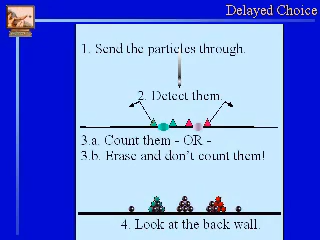 Delayed Choice
1. Send the particles through.
2. Detect them.
3.a. Count them - OR -
3.b. Erase and don't count them!
4. Look at the back wall.